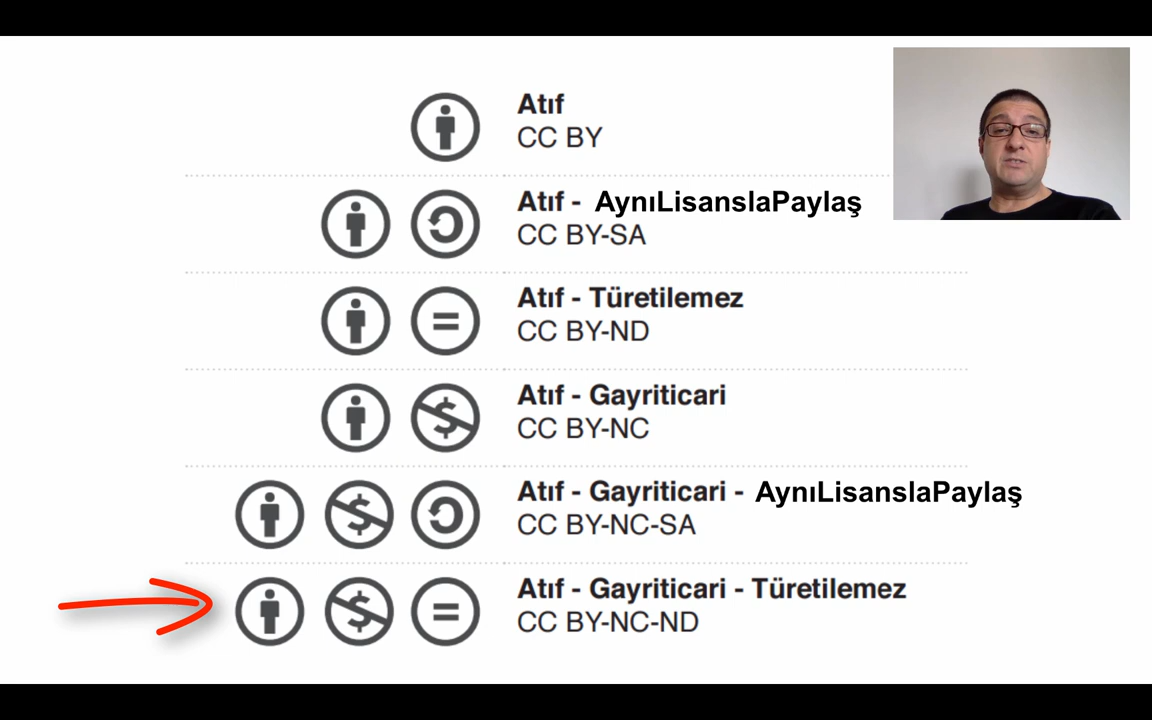 Atıf
CC BY
Atıf - AynıLisanslaPaylaş
CC BY-SA
Atıf - Türetilemez
CC BY-ND
Atıf - Gayriticari
CC BY-NC
Atıf - Gayriticari - AynıLisanslaPaylaş
CC BY-NC-SA
Atıf - Gayriticari - Türetilemez
CC BY-NC-ND